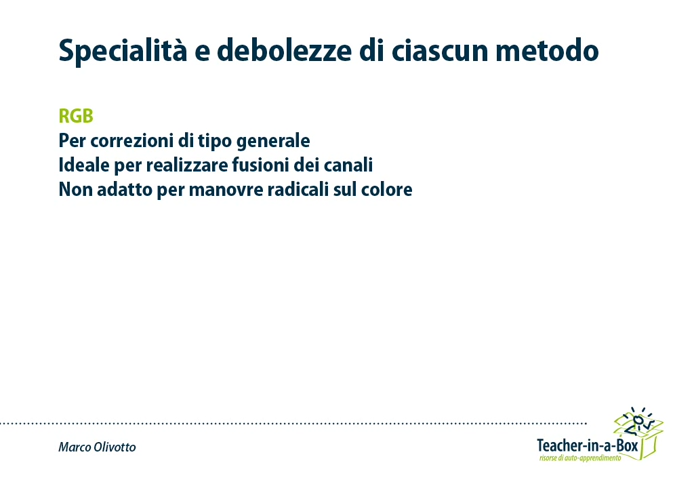 Specialità e debolezze di ciascun metodo
RGB
Per correzioni di tipo generale
Ideale per realizzare fusioni dei canali
Non adatto per manovre radicali sul colore
Marco Olivotto
Teacher-in-a-Box
risorse di auto-apprendimento